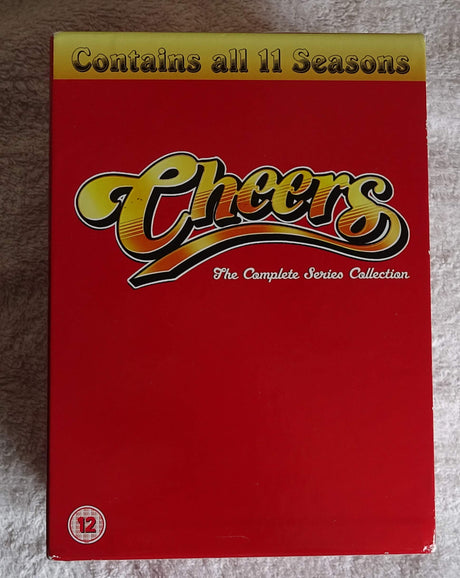 Contains all 11 Seasons
Cheers
The Complete Series Collection
12